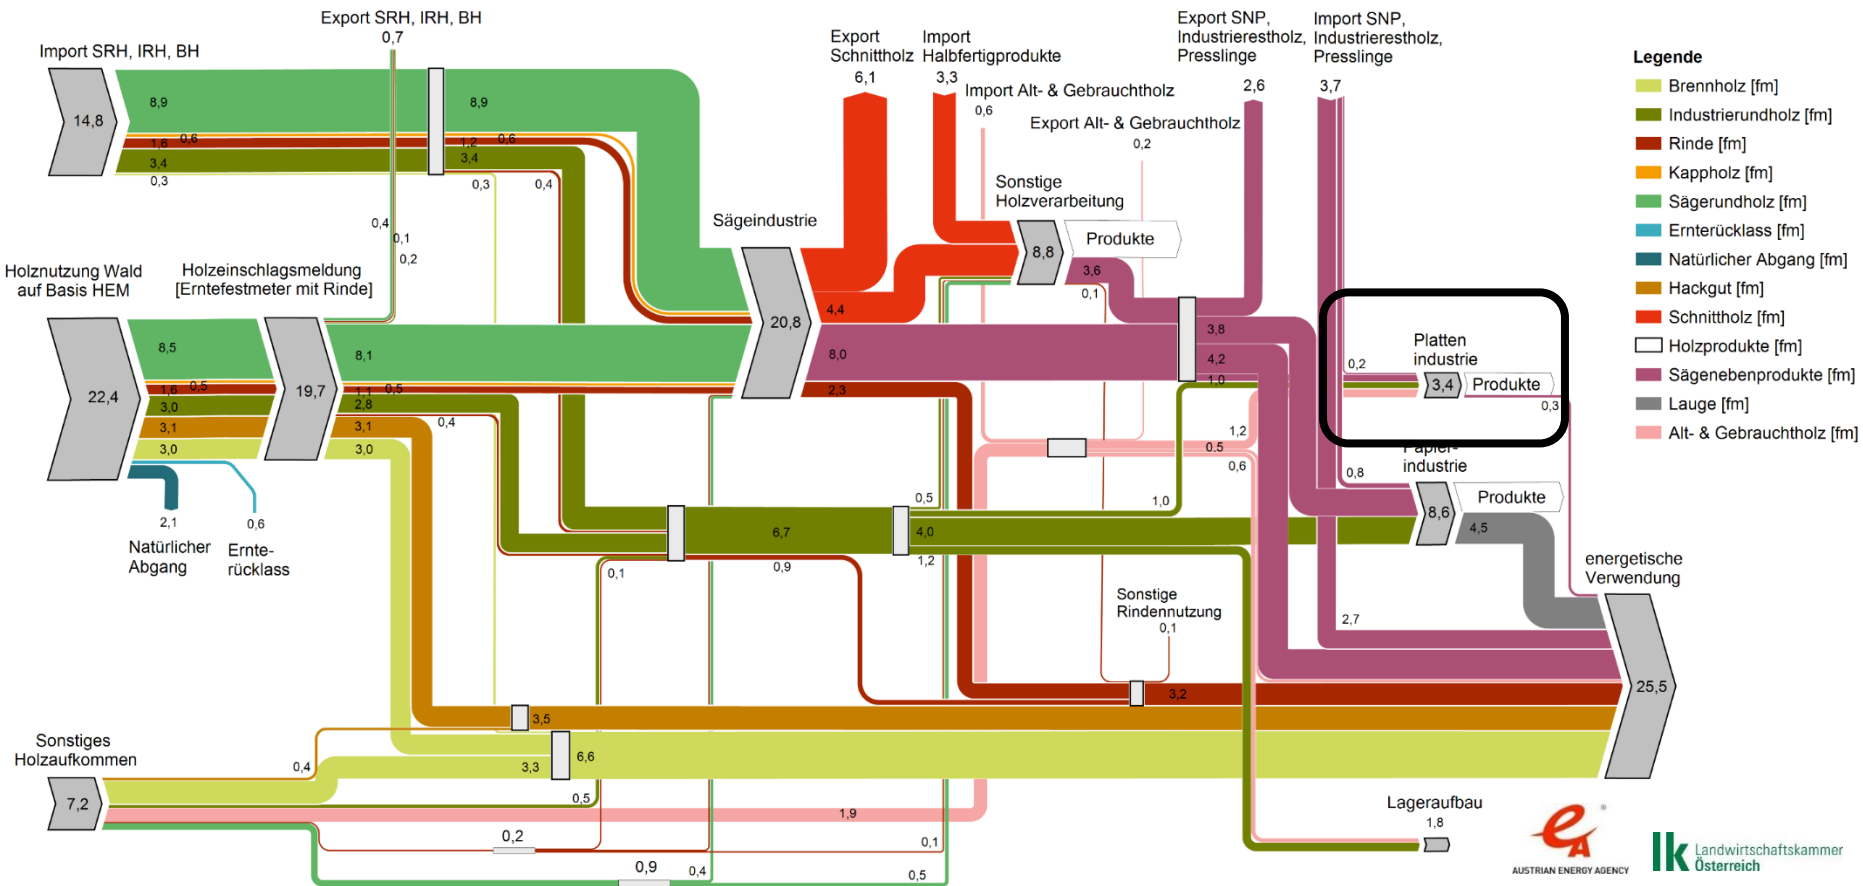 Import SRH, IRH, BH
14,8
8,9
1,6
0,6
3,4
0,3
Export SRH, IRH, BH
0,7
8,9
1,2
0,6
3,4
0,3
0,4
0,4
0,1
0,2
Holznutzung Wald
auf Basis HEM
22,4
8,5
1,6
0,5
3,0
3,1
3,0
2,1
Natürlicher
Abgang
0,6
Ernte-
rücklass
Holzeinschlagsmeldung
[Erntefestmeter mit Rinde]
19,7
8,1
1,1
0,5
2,8
0,4
3,1
3,0
Sägeindustrie
20,8
4,4
8,0
2,3
Export
Schnittholz
6,1
Import
Halbfertigprodukte
3,3
Import Alt- & Gebrauchtholz
0,6
Export Alt- & Gebrauchtholz
0,2
Sonstige
Holzverarbeitung
8,8
Produkte
3,6
0,1
Export SNP,
Industrierestholz,
Presslinge
2,6
Import SNP,
Industrierestholz,
Presslinge
3,7
3,8
4,2
1,0
0,2
Platten
industrie
3,4
Produkte
0,3
1,2
0.5
0,6
0,8
Papier-
industrie
8,6
Produkte
4,5
0,1
6,7
0,9
0,5
4,0
1,2
1,0
2,7
Sonstige
Rindennutzung
0,1
3,2
energetische
Verwendung
25,5
Sonstiges
Holzaufkommen
7,2
0,4
3,3
3,5
6,6
0,5
1,9
0,2
0,1
0,9
0,4
0,5
Lageraufbau
1,8
Legende
Brennholz [fm]
Industrierundholz [fm]
Rinde [fm]
Kappholz [fm]
Sägerundholz [fm]
Ernterücklass [fm]
Natürlicher Abgang [fm]
Hackgut [fm]
Schnittholz [fm]
Holzprodukte [fm]
Sägenebenprodukte [fm]
Lauge [fm]
Alt- & Gebrauchtholz [fm]
eA
®
AUSTRIAN ENERGY AGENCY
lk Landwirtschaftskammer
Österreich